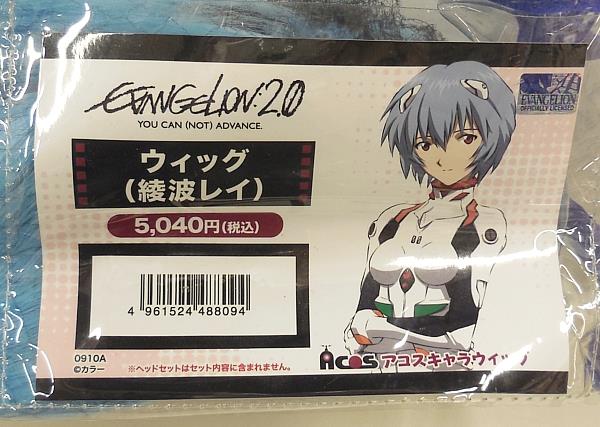 EVANGELION:2.0
YOU CAN (NOT) ADVANCE.
EVANGELION
OFFICIALLY LICENSED
ウィッグ
(綾波レイ)
5,040円(税込)
4 961524 488094
0910A
©カラー
※ヘッドセットはセット内容に含まれません。
ACOS アコスキャラウィッグ